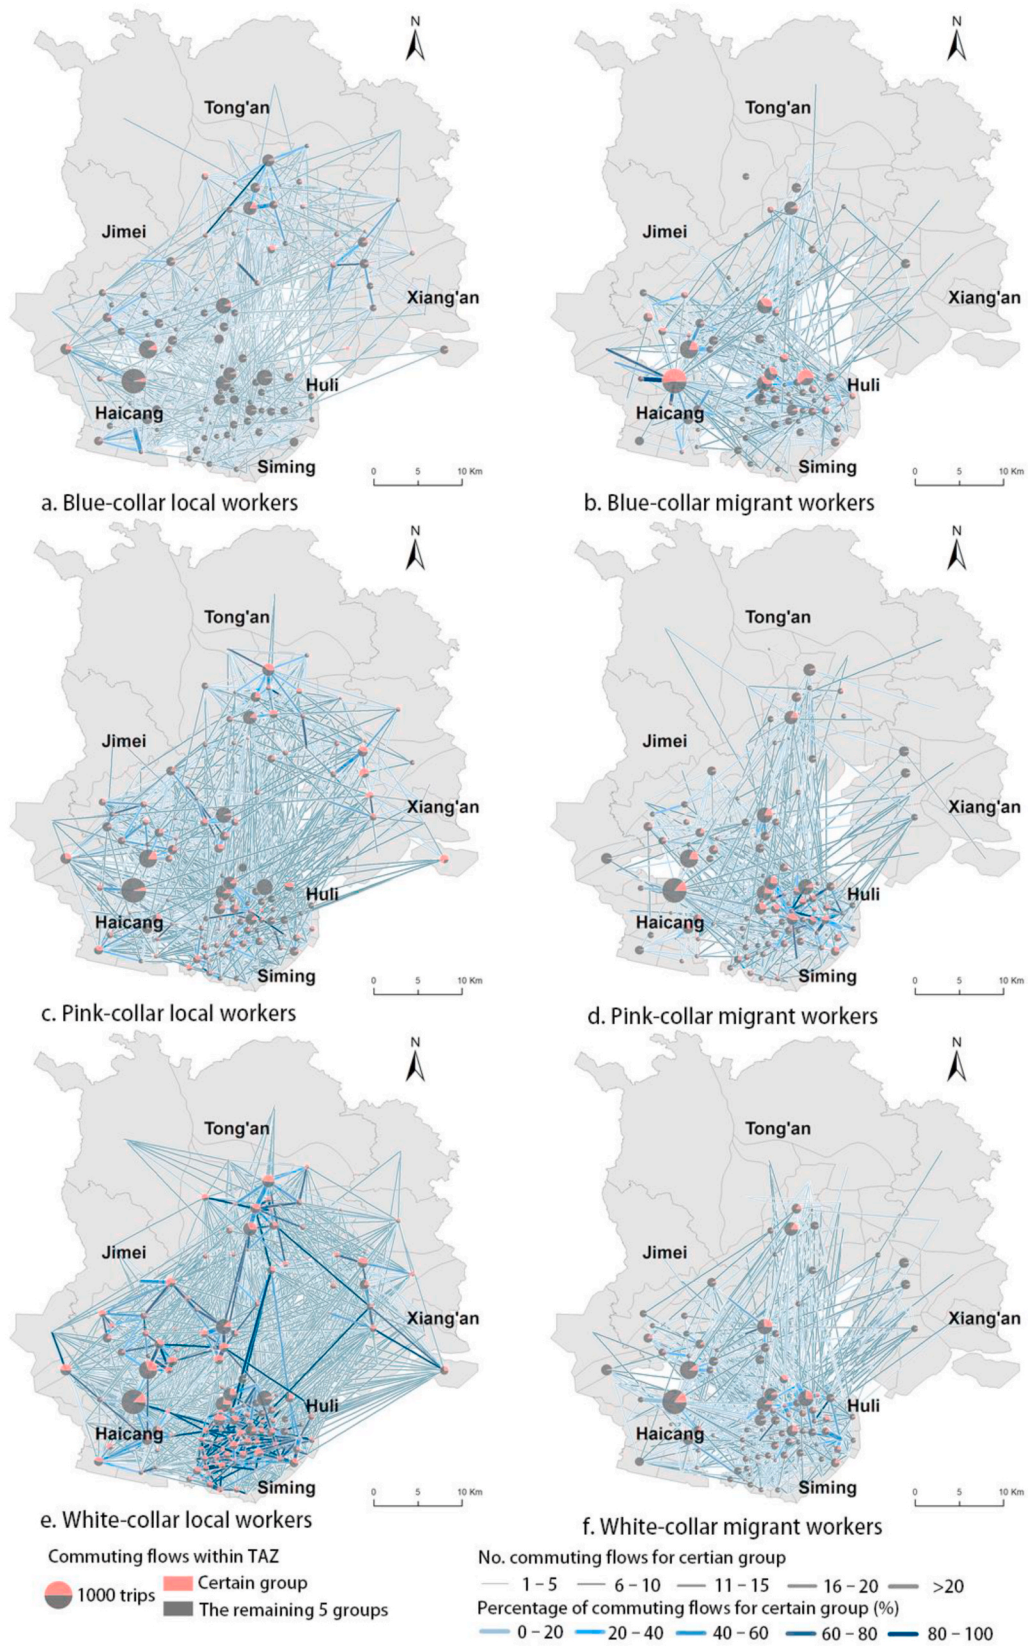 N
N
Tong'an
Tong'an
Jimei
Jimei
Xiang'an
Xiang'an
Huli
Huli
Haicang
Haicang
Siming
Siming
0 5 10 Km
0 5 10 Km
a. Blue-collar local workers
b. Blue-collar migrant workers
N
N
Tong'an
Tong'an
Jimei
Jimei
Xiang'an
Xiang'an
Huli
Huli
Haicang
Haicang
Siming
Siming
0 5 10 Km
0 5 10 Km
c. Pink-collar local workers
d. Pink-collar migrant workers
N
N
Tong'an
Tong'an
Jimei
Jimei
Xiang'an
Xiang'an
Huli
Huli
Haicang
Haicang
Siming
Siming
0 5 10 Km
0 5 10 Km
e. White-collar local workers
f. White-collar migrant workers
Commuting flows within TAZ
1000 trips
Certain group
The remaining 5 groups
No. commuting flows for certian group
1 – 5 6 – 10 11 – 15 16 – 20 >20
Percentage of commuting flows for certain group (%)
0 – 20 20 – 40 40 – 60 60 – 80 80 – 100